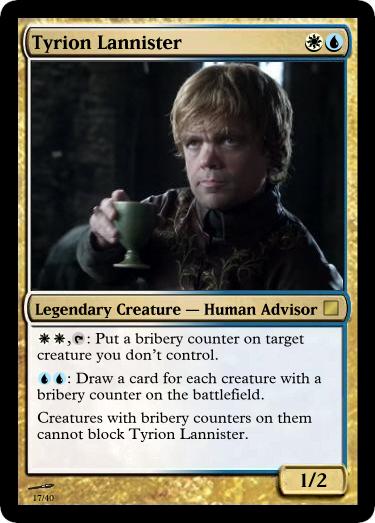 Tyrion Lannister
Legendary Creature — Human Advisor
, : Put a bribery counter on target
creature you don't control.
: Draw a card for each creature with a
bribery counter on the battlefield.
Creatures with bribery counters on them
cannot block Tyrion Lannister.
1/2
17/40